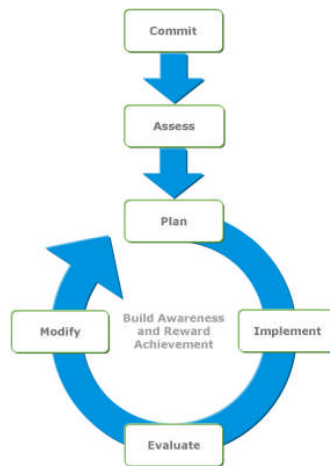 Commit
Assess
Plan
Modify
Build Awareness
and Reward
Achievement
Implement
Evaluate